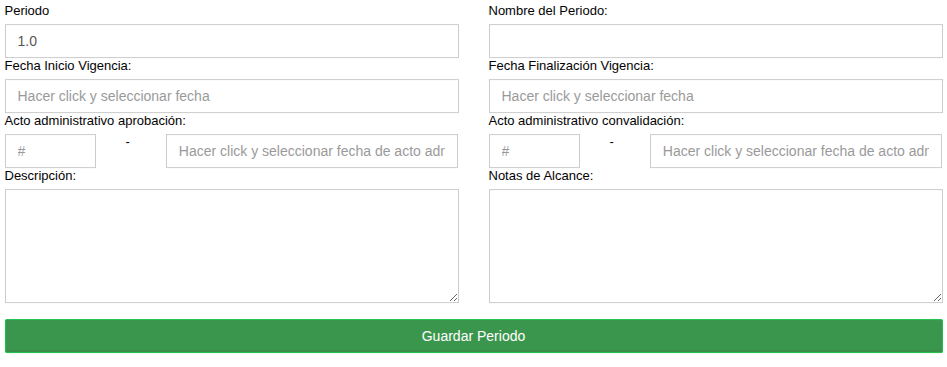 Periodo
Nombre del Periodo:
1.0
Fecha Inicio Vigencia:
Fecha Finalización Vigencia:
Hacer click y seleccionar fecha
Hacer click y seleccionar fecha
Acto administrativo aprobación:
Acto administrativo convalidación:
# - Hacer click y seleccionar fecha de acto adr
# - Hacer click y seleccionar fecha de acto adr
Descripción:
Notas de Alcance:
Guardar Periodo